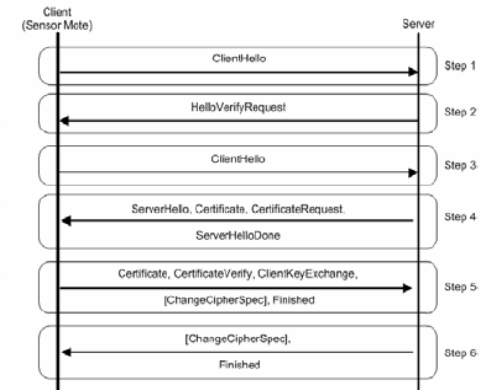 Client
(Sensor Mote)
Server
ClientHello
Step 1
HelloVerifyRequest
Step 2
ClientHello
Step 3
ServerHello, Certificate, CertificateRequest,
ServerHelloDone
Step 4
Certificate, CertificateVerify, ClientKeyExchange,
[ChangeCipherSpec], Finished
Step 5
[ChangeCipherSpec],
Finished
Step 6